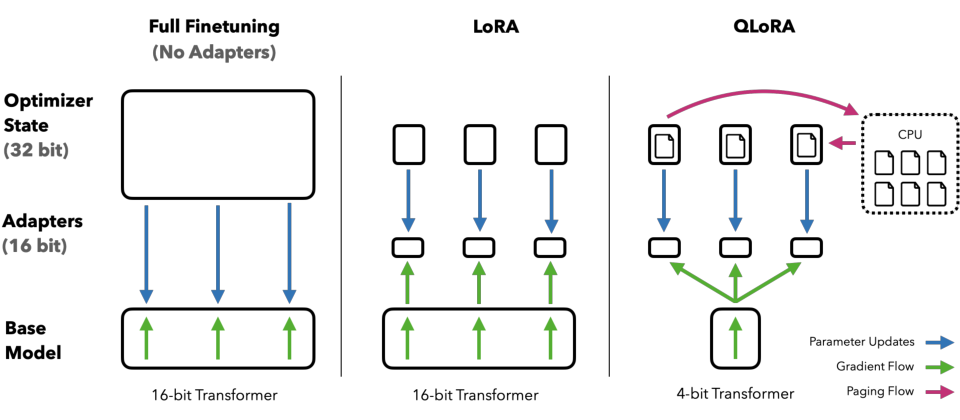 Full Finetuning
(No Adapters)
LoRA
QLoRA
Optimizer
State
(32 bit)
CPU
Adapters
(16 bit)
Base
Model
Parameter Updates
Gradient Flow
Paging Flow
16-bit Transformer
16-bit Transformer
4-bit Transformer